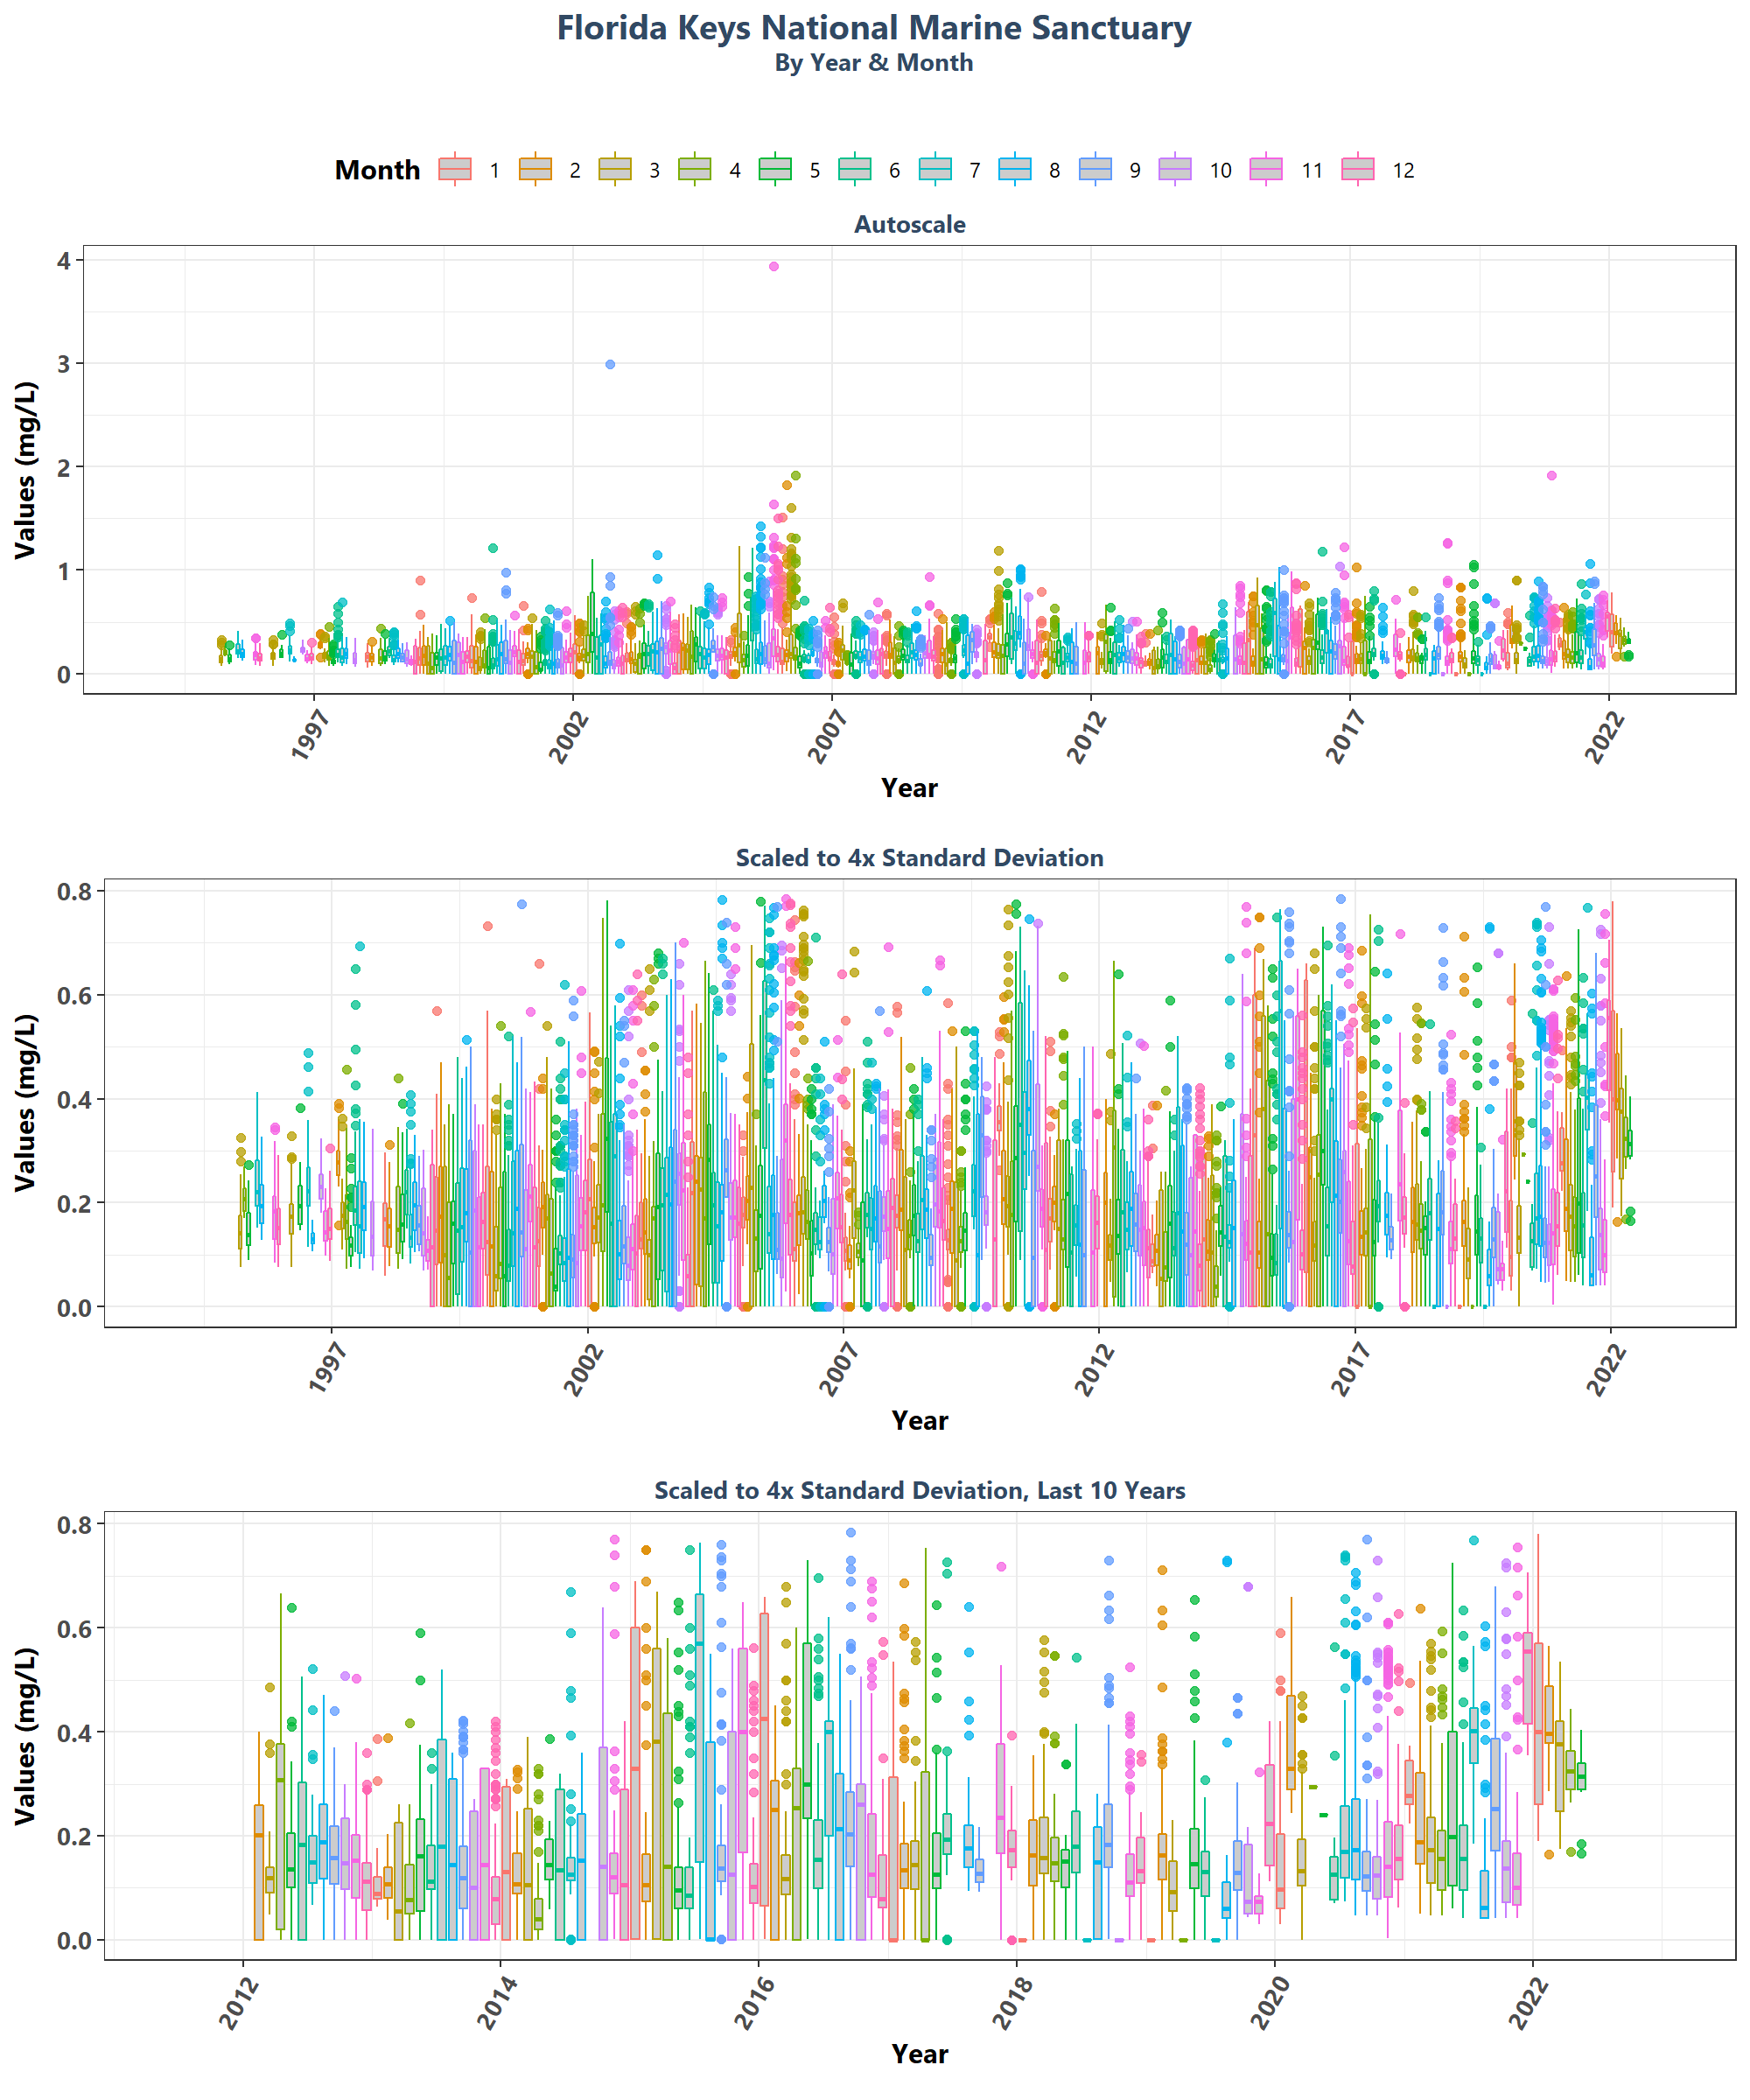 Florida Keys National Marine Sanctuary
By Year & Month
Month 1 2 3 4 5 6 7 8 9 10 11 12
Autoscale
Values (mg/L)
4
3
2
1
0
1997 2002 2007 2012 2017 2022
Year
Scaled to 4x Standard Deviation
Values (mg/L)
0.8
0.6
0.4
0.2
0.0
1997 2002 2007 2012 2017 2022
Year
Scaled to 4x Standard Deviation, Last 10 Years
Values (mg/L)
0.8
0.6
0.4
0.2
0.0
2012 2014 2016 2018 2020 2022
Year